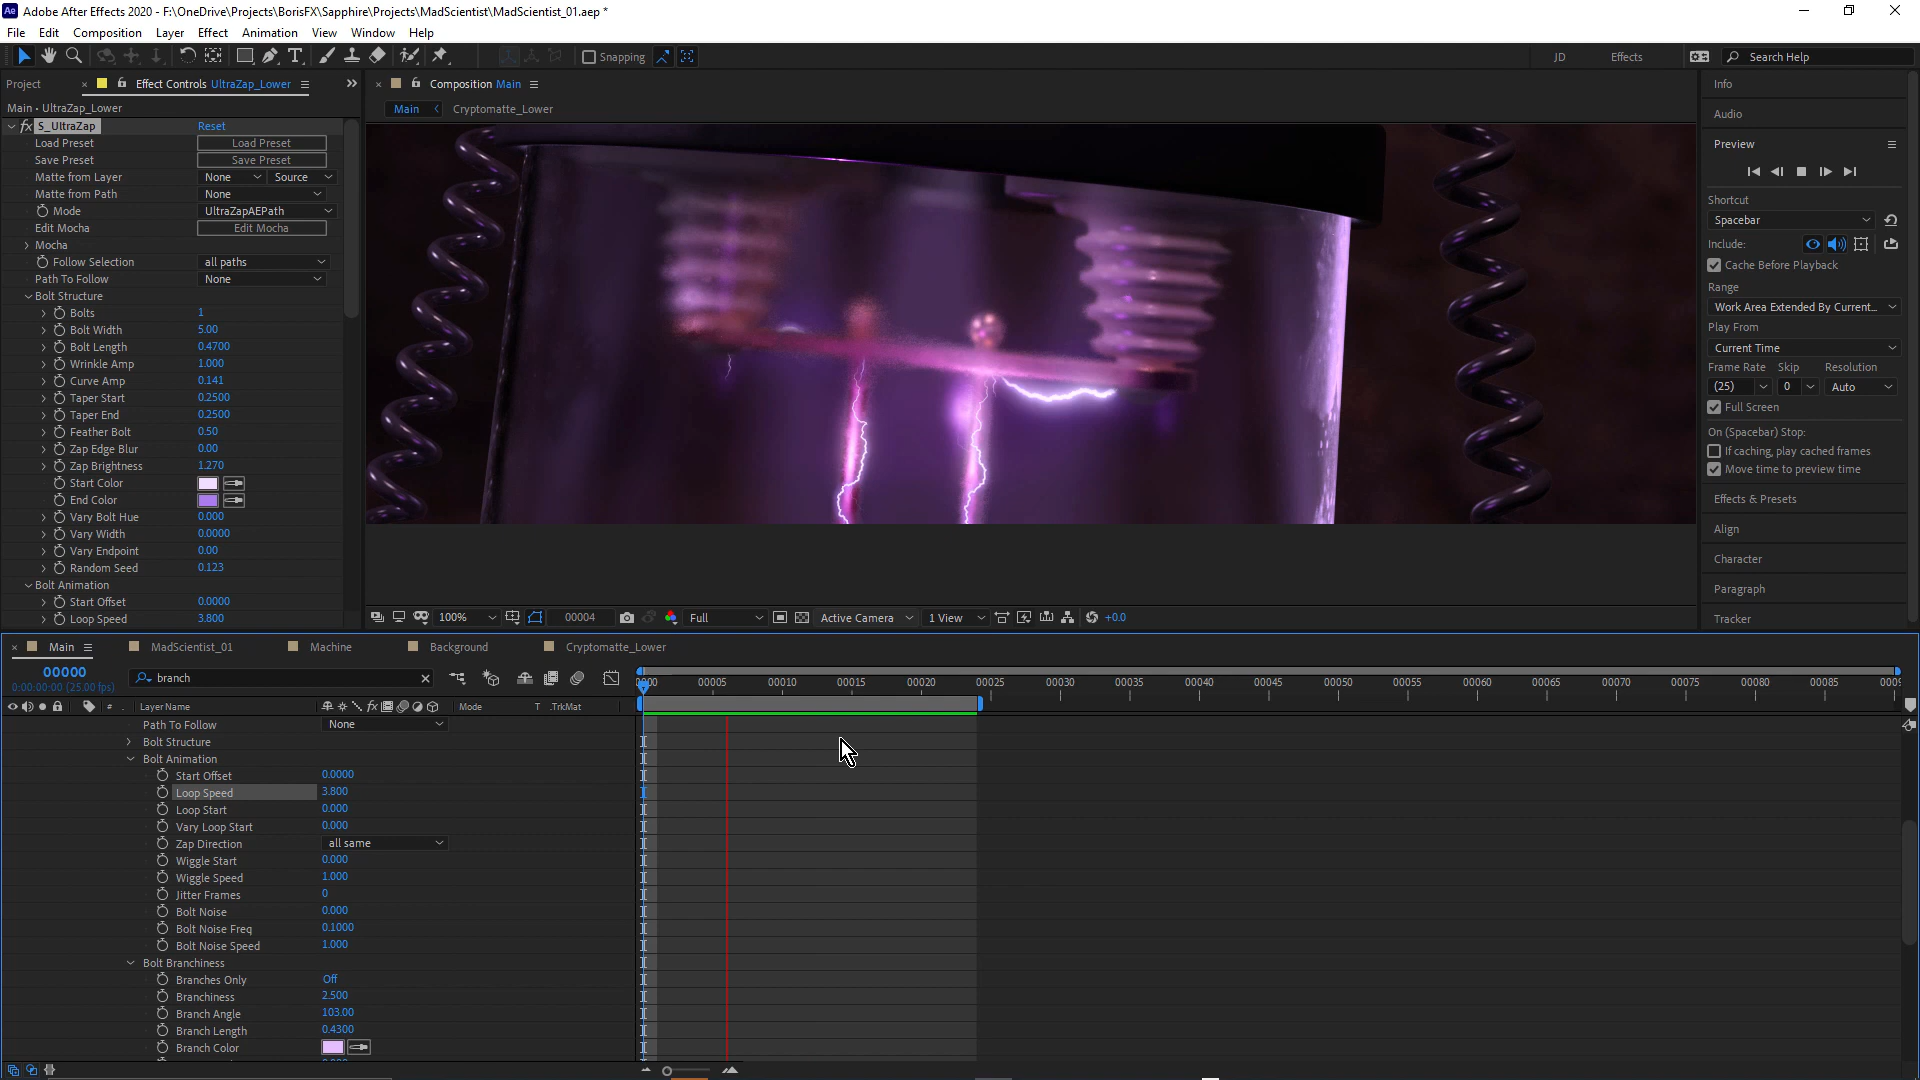 Adobe After Effects 2020 - F:\OneDrive\Projects\BorisFX\Sapphire\Projects\MadScientist\MadScientist_01.aep *
File Edit Composition Layer Effect Animation View Window Help
Snapping JD Effects Search Help
Project Effect Controls UltraZap_Lower
Main • UltraZap_Lower
fx S_UltraZap Reset
Load Preset Load Preset
Save Preset Save Preset
Matte from Layer None Source
Matte from Path None
Mode UltraZapAEPath
Edit Mocha Edit Mocha
Mocha
Follow Selection all paths
Path To Follow None
Bolt Structure
Bolts 1
Bolt Width 5.00
Bolt Length 0.4700
Wrinkle Amp 1.000
Curve Amp 0.141
Taper Start 0.2500
Taper End 0.2500
Feather Bolt 0.50
Zap Edge Blur 0.00
Zap Brightness 1.270
Start Color
End Color
Vary Bolt Hue 0.000
Vary Width 0.0000
Vary Endpoint 0.00
Random Seed 0.123
Bolt Animation
Start Offset 0.0000
Loop Speed 3.800
Composition Main
Main Cryptomatte_Lower
100% 00004 Full Active Camera 1 View +0.0
Info
Audio
Preview
Shortcut
Spacebar
Include:
Cache Before Playback
Range
Work Area Extended By Current...
Play From
Current Time
Frame Rate Skip Resolution
(25) 0 Auto
Full Screen
On (Spacebar) Stop:
If caching, play cached frames
Move time to preview time
Effects & Presets
Align
Character
Paragraph
Tracker
Main MadScientist_01 Machine Background Cryptomatte_Lower
00000
0:00:00:00 (25.00 fps)
branch
0000 00005 00010 00015 00020 00025 00030 00035 00040 00045 00050 00055 00060 00065 00070 00075 00080 00085 0009
# Layer Name fx Mode T .TrkMat
Path To Follow None
Bolt Structure
Bolt Animation
Start Offset 0.0000
Loop Speed 3.800
Loop Start 0.000
Vary Loop Start 0.000
Zap Direction all same
Wiggle Start 0.000
Wiggle Speed 1.000
Jitter Frames 0
Bolt Noise 0.000
Bolt Noise Freq 0.1000
Bolt Noise Speed 1.000
Bolt Branchiness
Branches Only Off
Branchiness 2.500
Branch Angle 103.00
Branch Length 0.4300
Branch Color